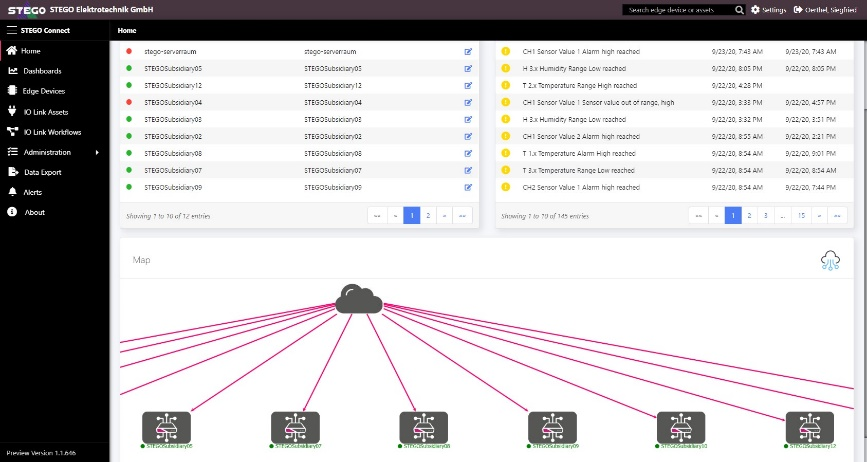 STEGO STEGO Elektrotechnik GmbH
Search edge device or assets
Settings
Oerthel, Siegfried
STEGO Connect
Home
Home
Dashboards
Edge Devices
IO Link Assets
IO Link Workflows
Administration
Data Export
Alerts
About
Preview Version 1.1.646
stego-serverraum stego-serverraum
STEGOSubsidiary05 STEGOSubsidiary05
STEGOSubsidiary12 STEGOSubsidiary12
STEGOSubsidiary04 STEGOSubsidiary04
STEGOSubsidiary03 STEGOSubsidiary03
STEGOSubsidiary02 STEGOSubsidiary02
STEGOSubsidiary08 STEGOSubsidiary08
STEGOSubsidiary07 STEGOSubsidiary07
STEGOSubsidiary09 STEGOSubsidiary09
Showing 1 to 10 of 12 entries
«« « 1 2 » »»
CH1 Sensor Value 1 Alarm high reached 9/23/20, 7:43 AM 9/23/20, 7:43 AM
H 3.x Humidity Range Low reached 9/22/20, 8:05 PM 9/22/20, 8:05 PM
T 2.x Temperature Range High reached 9/22/20, 4:28 PM
CH1 Sensor Value 1 Sensor value out of range, high 9/22/20, 3:33 PM 9/22/20, 4:57 PM
H 3.x Humidity Range Low reached 9/22/20, 3:32 PM 9/22/20, 3:51 PM
CH1 Sensor Value 2 Alarm high reached 9/22/20, 8:55 AM 9/22/20, 2:21 PM
T 1.x Temperature Alarm High reached 9/22/20, 8:54 AM 9/22/20, 9:01 PM
T 3.x Temperature Range Low reached 9/22/20, 8:54 AM 9/22/20, 8:54 AM
CH2 Sensor Value 1 Alarm high reached 9/22/20, 8:54 AM 9/22/20, 7:44 PM
Showing 1 to 10 of 145 entries
«« « 1 2 3 ... 15 » »»
Map
STEGOSubsidiary05
STEGOSubsidiary07
STEGOSubsidiary08
STEGOSubsidiary09
STEGOSubsidiary10
STEGOSubsidiary12